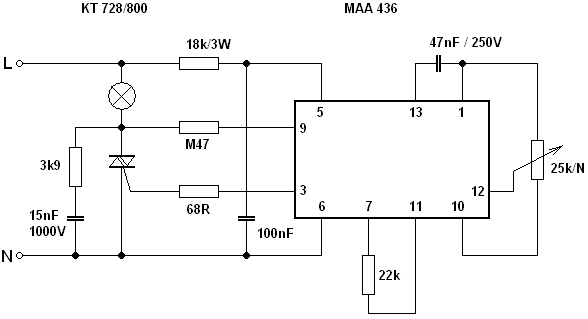 KT 728/800 MAA 436
18k/3W 47nF / 250V
L
5 13 1
9
M47
3k9 25k/N
3 12
68R
15nF
1000V
6 7 11 10
100nF
N
22k